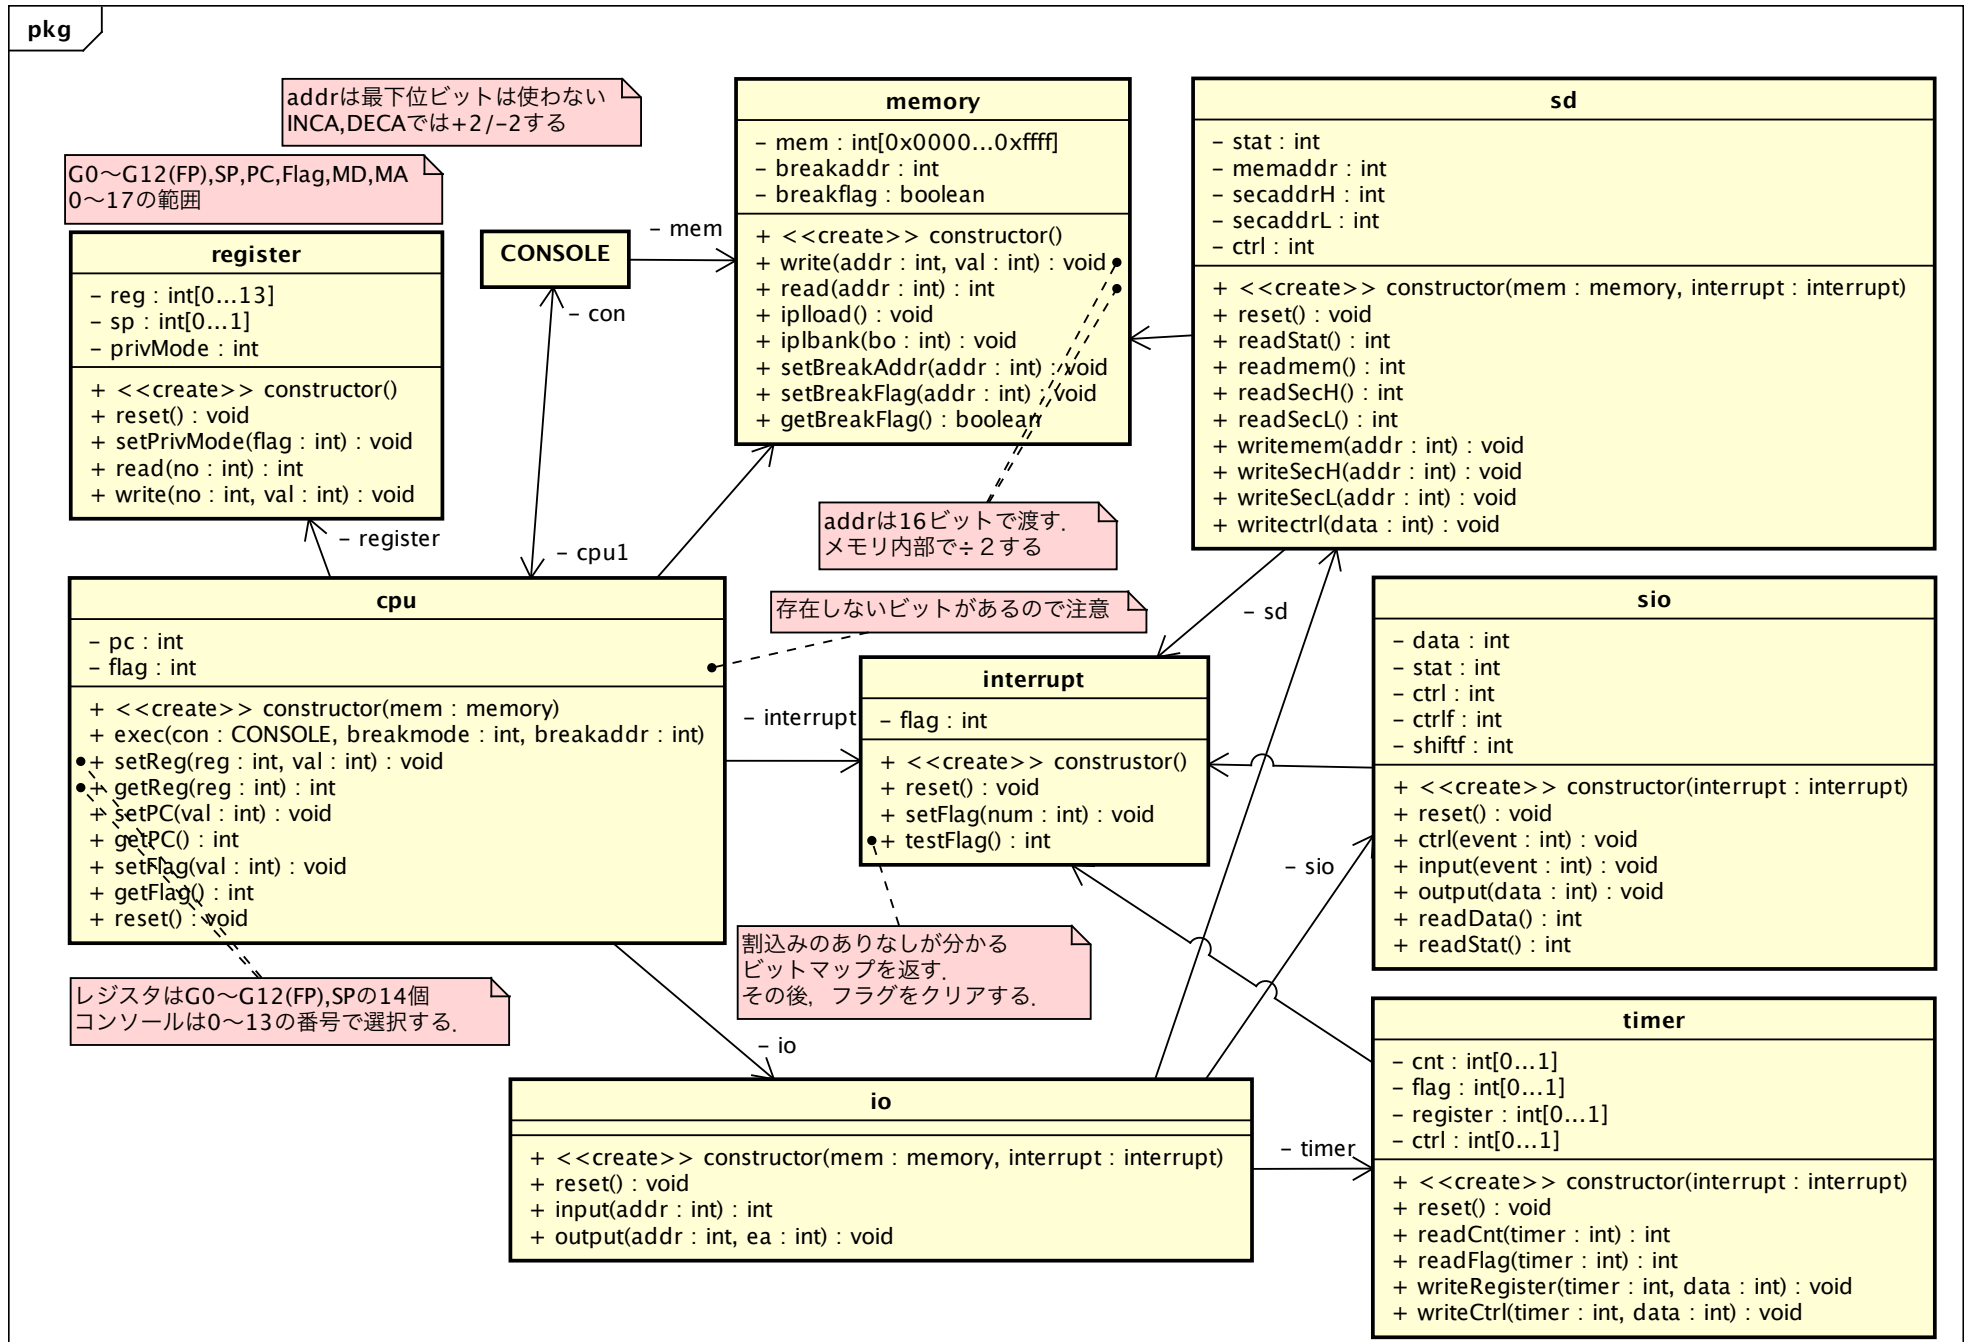 pkg
addrは最下位ビットは使わない
INCA,DECAでは+2/-2する
G0〜G12(FP),SP,PC,Flag,MD,MA
0〜17の範囲
register
– reg : int[0...13]
– sp : int[0...1]
– privMode : int
+ <<create>> constructor()
+ reset() : void
+ setPrivMode(flag : int) : void
+ read(no : int) : int
+ write(no : int, val : int) : void
CONSOLE
– mem
– con
– cpu1
– register
memory
– mem : int[0x0000...0xffff]
– breakaddr : int
– breakflag : boolean
+ <<create>> constructor()
+ write(addr : int, val : int) : void
+ read(addr : int) : int
+ iplload() : void
+ iplbank(bo : int) : void
+ setBreakAddr(addr : int) : void
+ setBreakFlag(addr : int) : void
+ getBreakFlag() : boolean
addrは16ビットで渡す.
メモリ内部で÷２する
sd
– stat : int
– memaddr : int
– secaddrH : int
– secaddrL : int
– ctrl : int
+ <<create>> constructor(mem : memory, interrupt : interrupt)
+ reset() : void
+ readStat() : int
+ readmem() : int
+ readSecH() : int
+ readSecL() : int
+ writemem(addr : int) : void
+ writeSecH(addr : int) : void
+ writeSecL(addr : int) : void
+ writectrl(data : int) : void
cpu
– pc : int
– flag : int
+ <<create>> constructor(mem : memory)
+ exec(con : CONSOLE, breakmode : int, breakaddr : int)
+ setReg(reg : int, val : int) : void
+ getReg(reg : int) : int
+ setPC(val : int) : void
+ getPC() : int
+ setFlag(val : int) : void
+ getFlag() : int
+ reset() : void
存在しないビットがあるので注意
– interrupt
interrupt
– flag : int
+ <<create>> construstor()
+ reset() : void
+ setFlag(num : int) : void
+ testFlag() : int
– sd
– sio
sio
– data : int
– stat : int
– ctrl : int
– ctrlf : int
– shiftf : int
+ <<create>> constructor(interrupt : interrupt)
+ reset() : void
+ ctrl(event : int) : void
+ input(event : int) : void
+ output(data : int) : void
+ readData() : int
+ readStat() : int
割込みのありなしが分かる
ビットマップを返す.
その後，フラグをクリアする.
レジスタはG0〜G12(FP),SPの14個
コンソールは0〜13の番号で選択する.
– io
io
+ <<create>> constructor(mem : memory, interrupt : interrupt)
+ reset() : void
+ input(addr : int) : int
+ output(addr : int, ea : int) : void
– timer
timer
– cnt : int[0...1]
– flag : int[0...1]
– register : int[0...1]
– ctrl : int[0...1]
+ <<create>> constructor(interrupt : interrupt)
+ reset() : void
+ readCnt(timer : int) : int
+ readFlag(timer : int) : int
+ writeRegister(timer : int, data : int) : void
+ writeCtrl(timer : int, data : int) : void